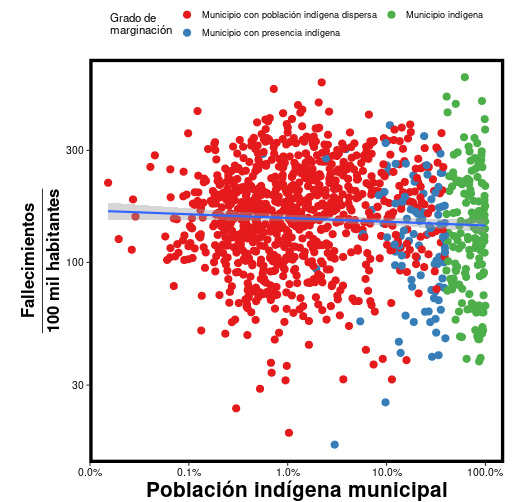 Grado de
marginación
Municipio con población indígena dispersa
Municipio indígena
Municipio con presencia indígena
Fallecimientos
100 mil habitantes
300
100
30
0.0%
0.1%
1.0%
10.0%
100.0%
Población indígena municipal